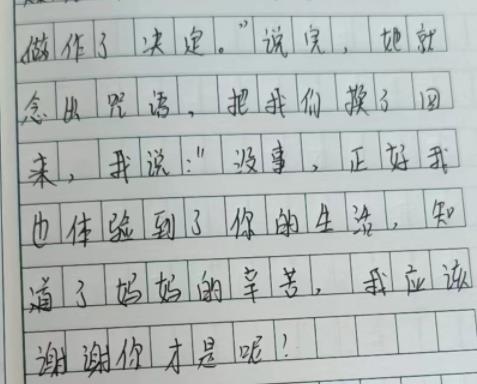 做作了决定。”说完，她就
念出咒语，把我们换了回
来，我说：“没事，正好我
也体验到了你的生活，知
道了妈妈的辛苦，我应该
谢谢你才是呢！